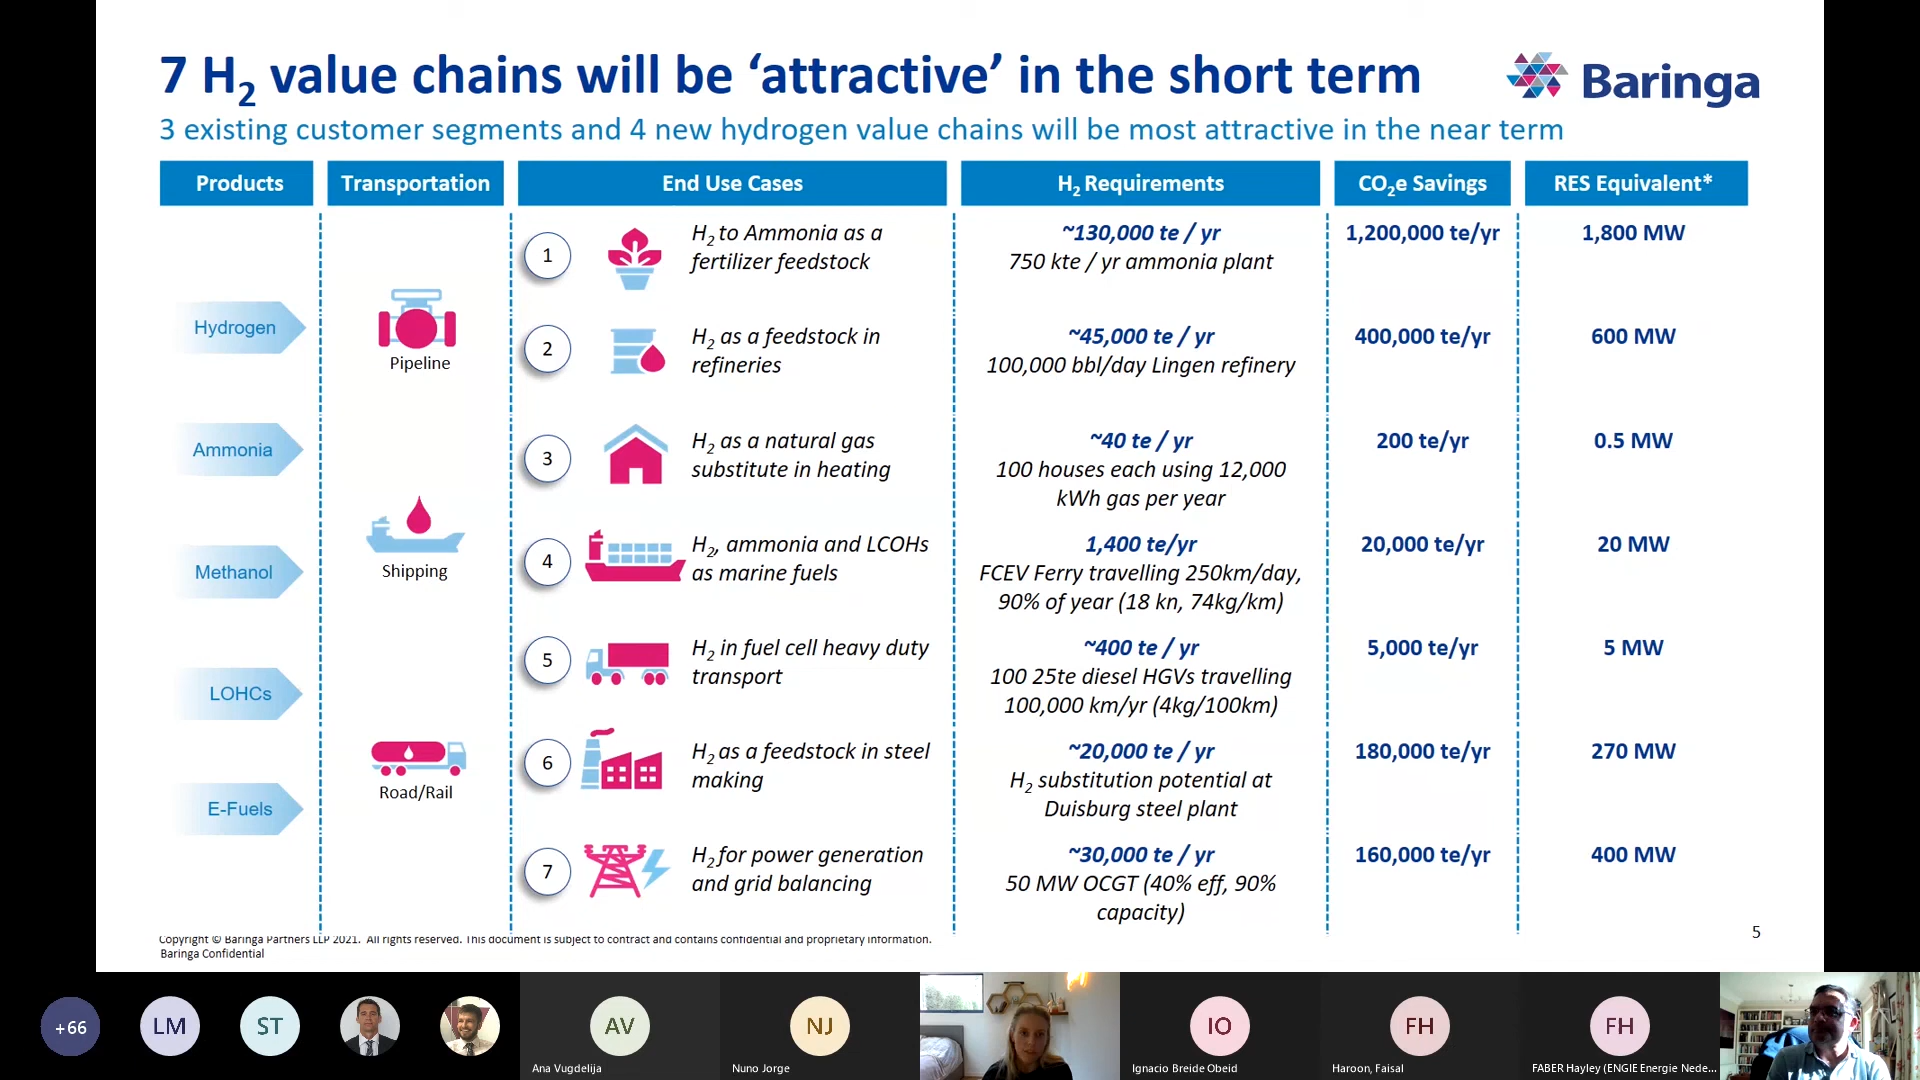 7 H2 value chains will be ‘attractive’ in the short term
Baringa
3 existing customer segments and 4 new hydrogen value chains will be most attractive in the near term
Products
Transportation
End Use Cases
H2 Requirements
CO2e Savings
RES Equivalent*
Hydrogen
Ammonia
Methanol
LOHCs
E-Fuels
Pipeline
Shipping
Road/Rail
1
H2 to Ammonia as a
fertilizer feedstock
~130,000 te / yr
750 kte / yr ammonia plant
1,200,000 te/yr
1,800 MW
2
H2 as a feedstock in
refineries
~45,000 te / yr
100,000 bbl/day Lingen refinery
400,000 te/yr
600 MW
3
H2 as a natural gas
substitute in heating
~40 te / yr
100 houses each using 12,000
kWh gas per year
200 te/yr
0.5 MW
4
H2, ammonia and LCOHs
as marine fuels
1,400 te/yr
FCEV Ferry travelling 250km/day,
90% of year (18 kn, 74kg/km)
20,000 te/yr
20 MW
5
H2 in fuel cell heavy duty
transport
~400 te / yr
100 25te diesel HGVs travelling
100,000 km/yr (4kg/100km)
5,000 te/yr
5 MW
6
H2 as a feedstock in steel
making
~20,000 te / yr
H2 substitution potential at
Duisburg steel plant
180,000 te/yr
270 MW
7
H2 for power generation
and grid balancing
~30,000 te / yr
50 MW OCGT (40% eff, 90%
capacity)
160,000 te/yr
400 MW
Copyright © Baringa Partners LLP 2021. All rights reserved. This document is subject to contract and contains confidential and proprietary information.
Baringa Confidential
5
+66
LM
ST
AV
Ana Vugdelija
NJ
Nuno Jorge
IO
Ignacio Breide Obeid
FH
Haroon, Faisal
FH
FABER Hayley (ENGIE Energie Nede...